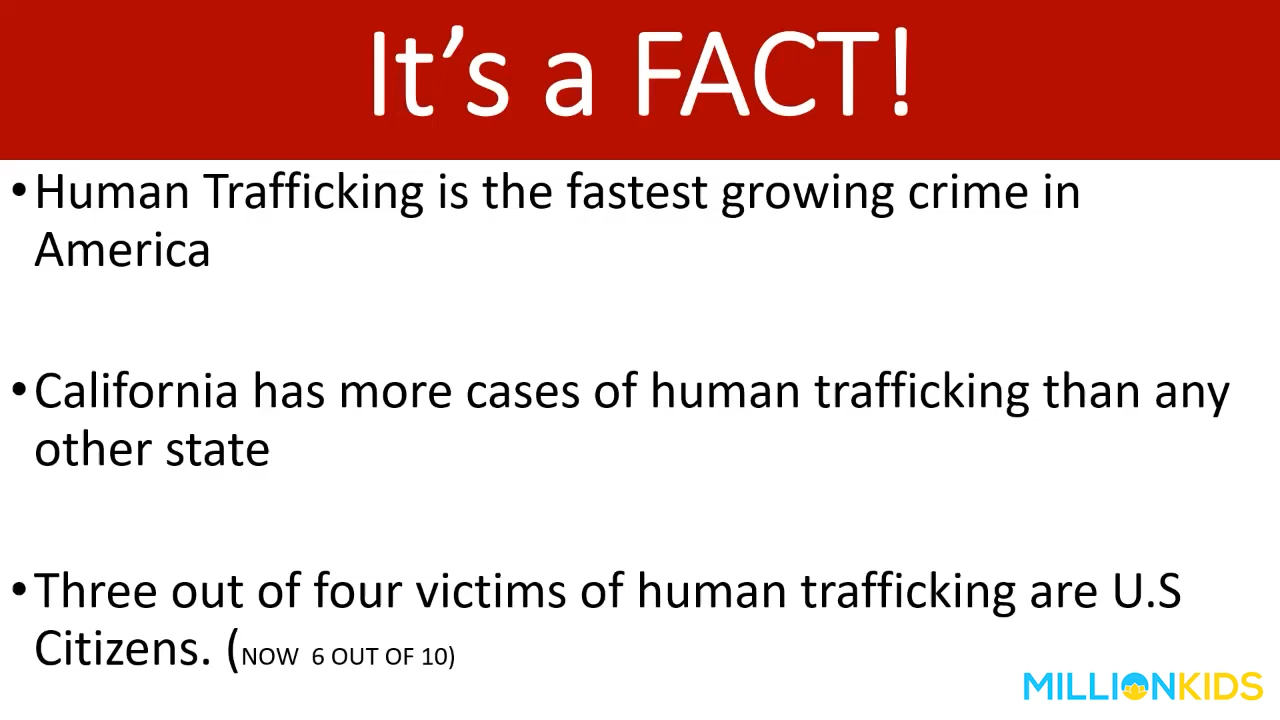 It’s a FACT!
•Human Trafficking is the fastest growing crime in
America
•California has more cases of human trafficking than any
other state
•Three out of four victims of human trafficking are U.S
Citizens. (NOW 6 OUT OF 10)
MILLIONKIDS